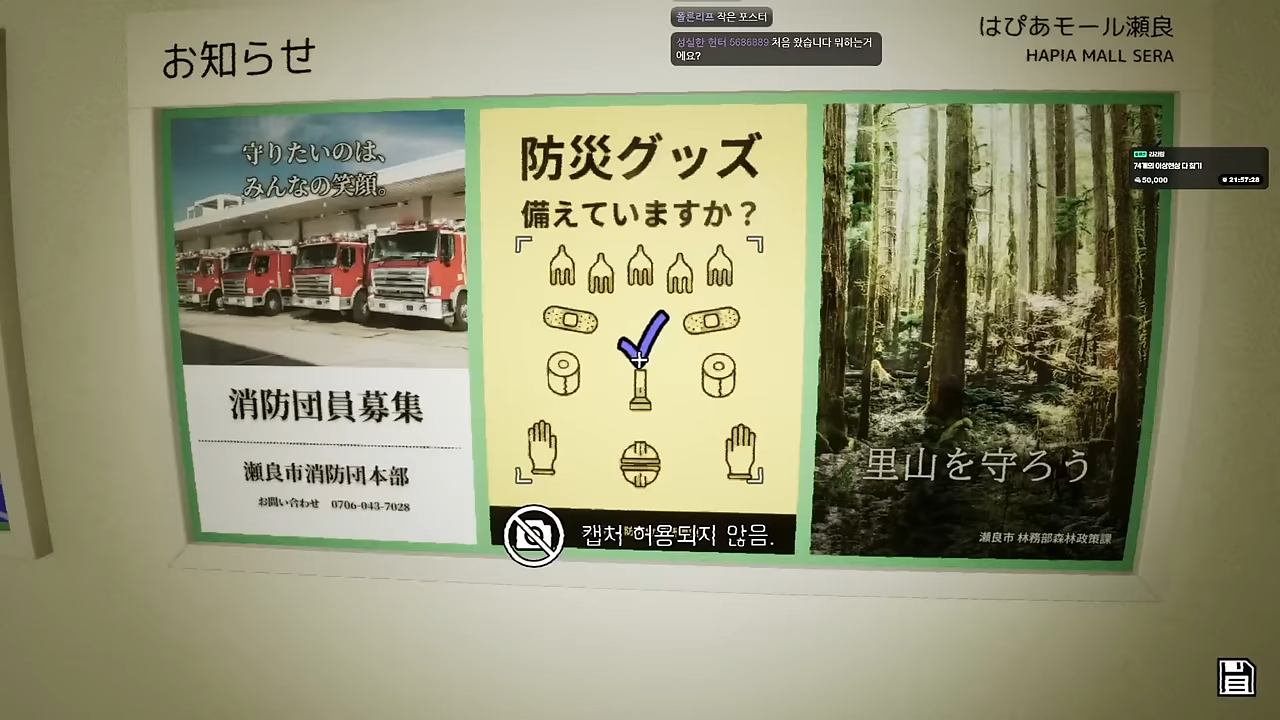 폴른리프 작은 포스터
성실한 헌터 5686889 처음 왔습니다 뭐하는거
에요?
お知らせ
はぴあモール瀬良
HAPIA MALL SERA
守りたいのは、
みんなの笑顔。
消防団員募集
瀬良市消防団本部
お問い合わせ 0706-043-7028
防災グッズ
備えていますか？
캡처 허용되지 않음.
里山を守ろう
瀬良市 林務部森林政策課
74개의 이상현상 다 찾기
50,000
21:57:28